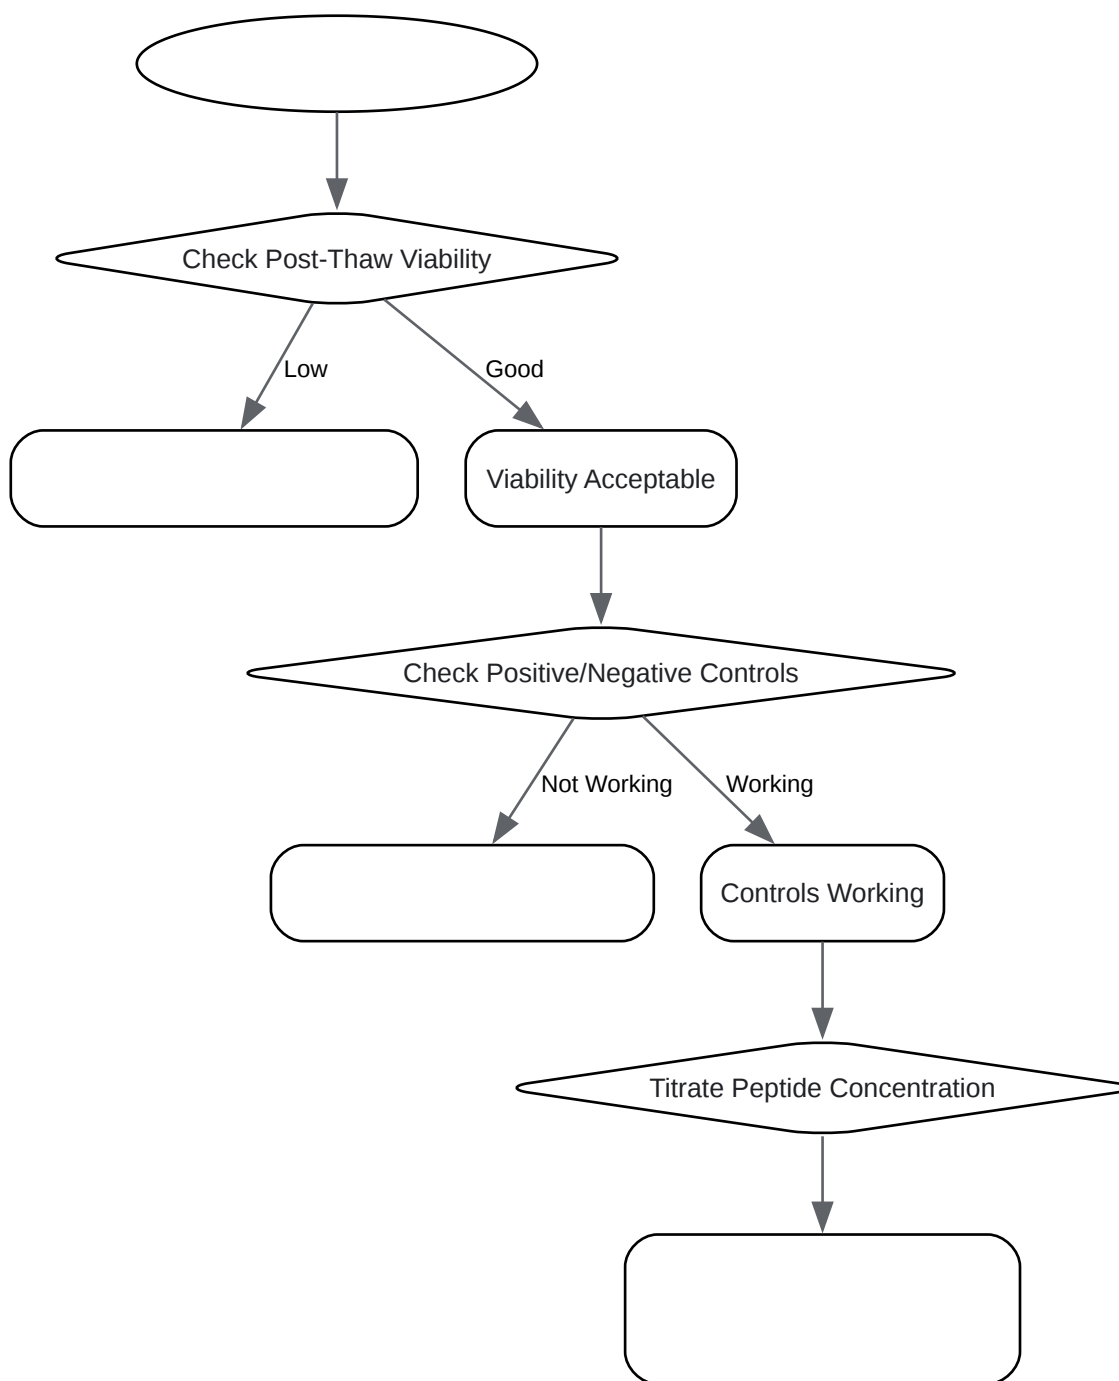 Check Post-Thaw Viability
Low
Good
Viability Acceptable
Check Positive/Negative Controls
Not Working
Working
Controls Working
Titrate Peptide Concentration